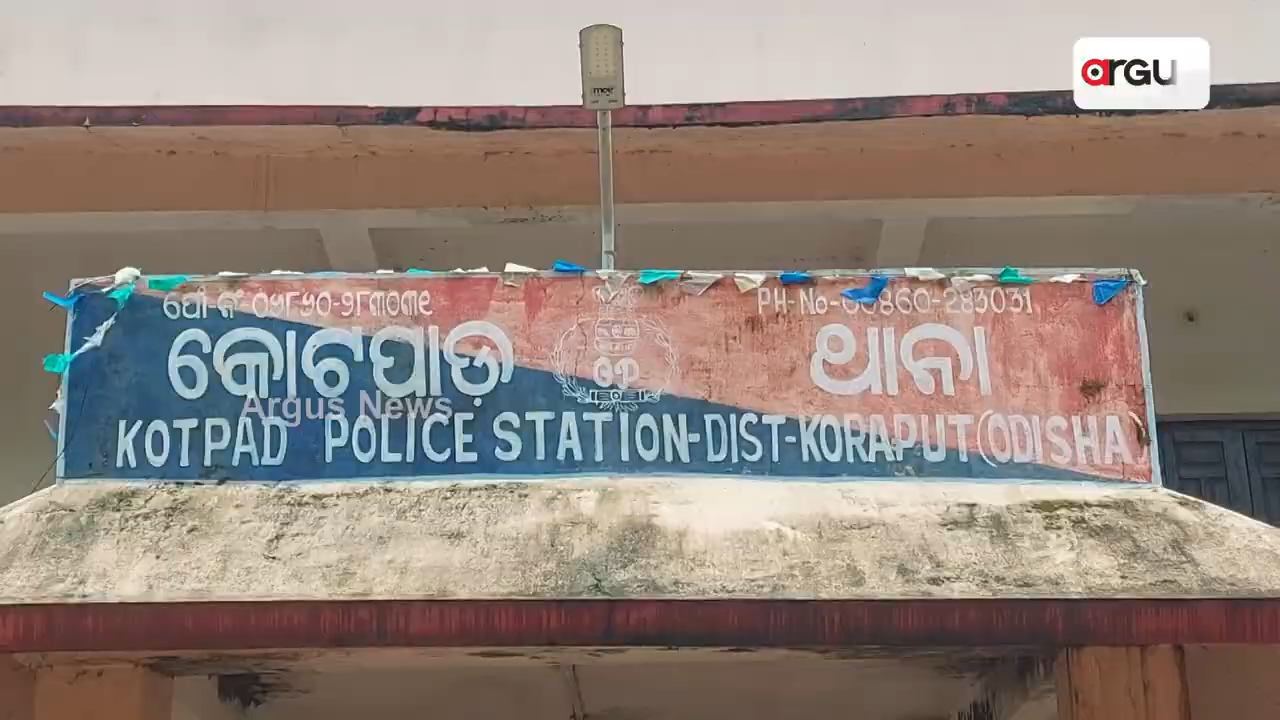 arGU
ଫୋ-ନଂ-୦୬୮୬୦-୨୮୩୦୩୧ PH-No-06860-283031
କୋଟପାଡ଼ ଥାନା
Argus News
KOTPAD POLICE STATION-DIST-KORAPUT(ODISHA)